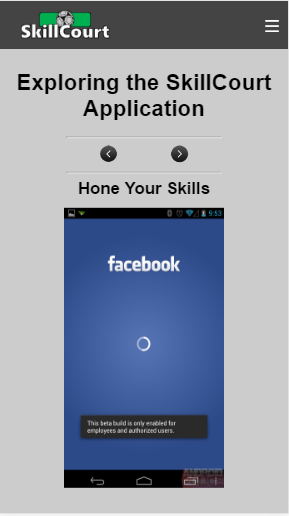 SkillCourt
Exploring the SkillCourt
Application
Hone Your Skills
9:53
facebook
This beta build is only enabled for
employees and authorized users.